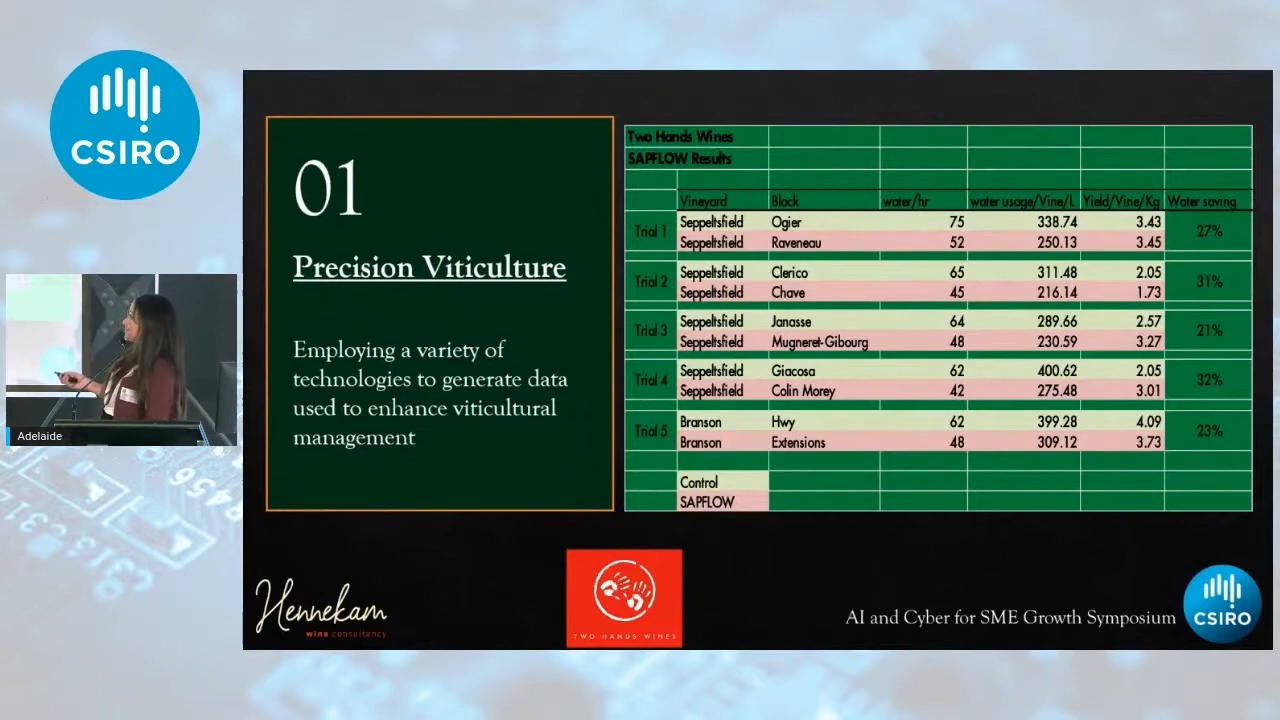 CSIRO
Adelaide
01
Precision Viticulture
Employing a variety of
technologies to generate data
used to enhance viticultural
management
Two Hands Wines
SAPFLOW Results
Vineyard Block water/hr water usage/Vine/L Yield/Vine/Kg Water saving
Trial 1 27%
Seppeltsfield Ogier 75 338.74 3.43
Seppeltsfield Raveneau 52 250.13 3.45
Trial 2 31%
Seppeltsfield Clerico 65 311.48 2.05
Seppeltsfield Chave 45 216.14 1.73
Trial 3 21%
Seppeltsfield Janasse 64 289.66 2.57
Seppeltsfield Mugneret-Gibourg 48 230.59 3.27
Trial 4 32%
Seppeltsfield Giacosa 62 400.62 2.05
Seppeltsfield Colin Morey 42 275.48 3.01
Trial 5 23%
Branson Hwy 62 399.28 4.09
Branson Extensions 48 309.12 3.73
Control
SAPFLOW
Hennekam
wine consultancy
TWO HANDS WINES
AI and Cyber for SME Growth Symposium
CSIRO